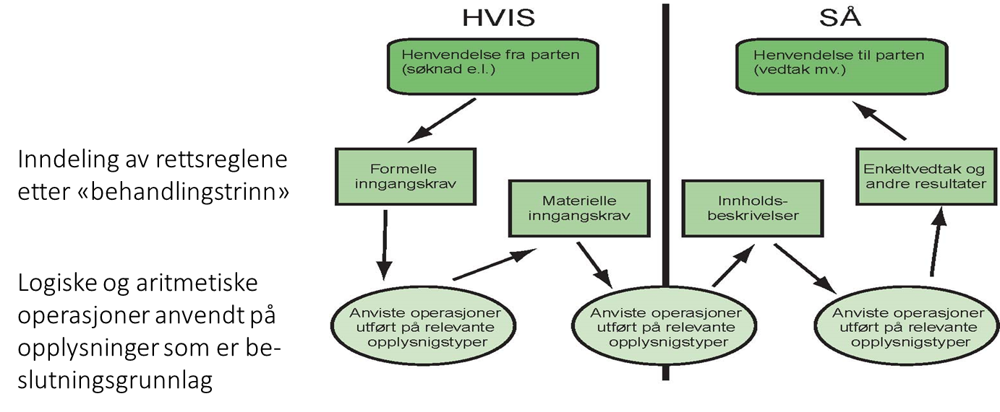 HVIS
SÅ
Henvendelse fra parten
(søknad e.l.)
Henvendelse til parten
(vedtak mv.)
Inndeling av rettsreglene
etter «behandlingstrinn»
Formelle
inngangskrav
Materielle
inngangskrav
Innholds-
beskrivelser
Enkeltvedtak og
andre resultater
Logiske og aritmetiske
operasjoner anvendt på
opplysninger som er be-
slutningsgrunnlag
Anviste operasjoner
utført på relevante
opplysnigstyper
Anviste operasjoner
utført på relevante
opplysnigstyper
Anviste operasjoner
utført på relevante
opplysnigstyper